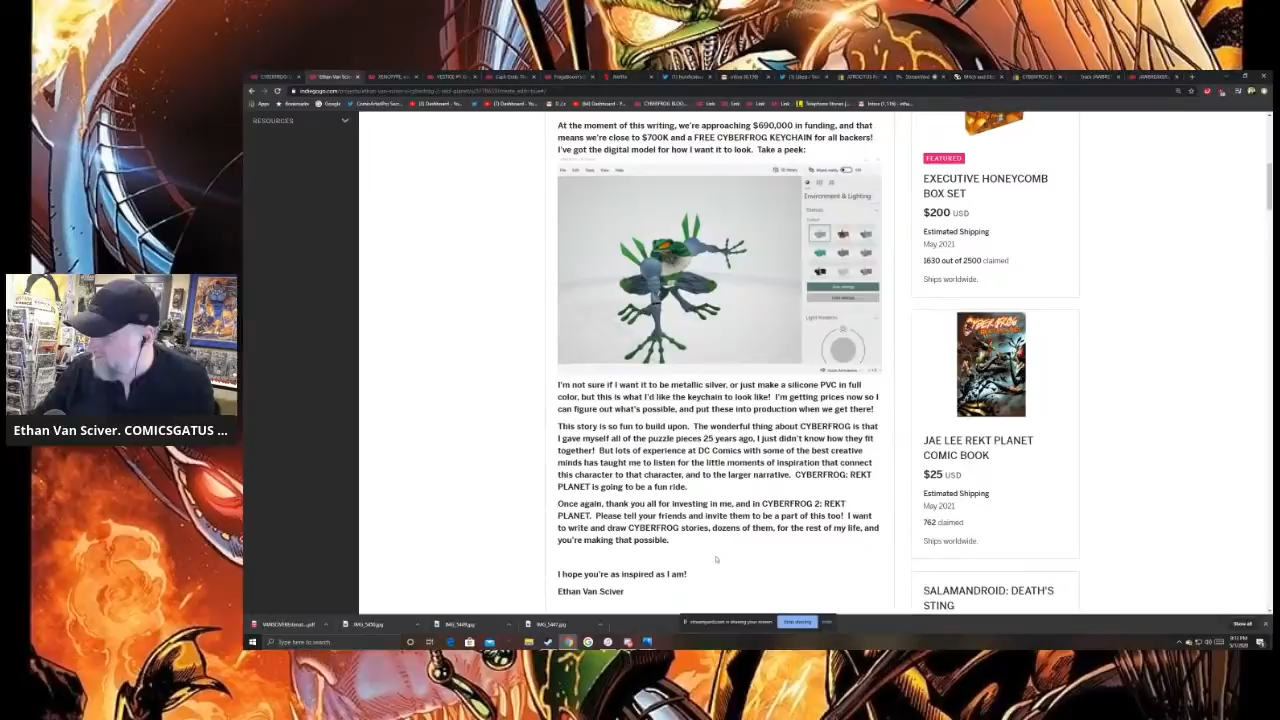 RESOURCES
At the moment of this writing, we're approaching $690,000 in funding, and that
means we're close to $700K and a FREE CYBERFROG KEYCHAIN for all backers!
I've got the digital model for how I want it to look. Take a peek:
File Edit Tools View Help
Environment & Lighting
I'm not sure if I want it to be metallic silver, or just make a silicone PVC in full
color, but this is what I'd like the keychain to look like! I'm getting prices now so I
can figure out what's possible, and put these into production when we get there!
This story is so fun to build upon. The wonderful thing about CYBERFROG is that
I gave myself all of the puzzle pieces 25 years ago, I just didn't know how they fit
together! But lots of experience at DC Comics with some of the best creative
minds has taught me to listen for the little moments of inspiration that connect
this character to that character, and to the larger narrative. CYBERFROG: REKT
PLANET is going to be a fun ride.
Once again, thank you all for investing in me, and in CYBERFROG 2: REKT
PLANET. Please tell your friends and invite them to be a part of this too! I want
to write and draw CYBERFROG stories, dozens of them, for the rest of my life, and
you're making that possible.
I hope you're as inspired as I am!
Ethan Van Sciver
FEATURED
EXECUTIVE HONEYCOMB
BOX SET
$200 USD
Estimated Shipping
May 2021
1630 out of 2500 claimed
Ships worldwide.
CYBERFROG
JAE LEE REKT PLANET
COMIC BOOK
$25 USD
Estimated Shipping
May 2021
762 claimed
Ships worldwide.
SALAMANDROID: DEATH'S
STING
Ethan Van Sciver. COMICSGATUS ...
Show all
Type here to search